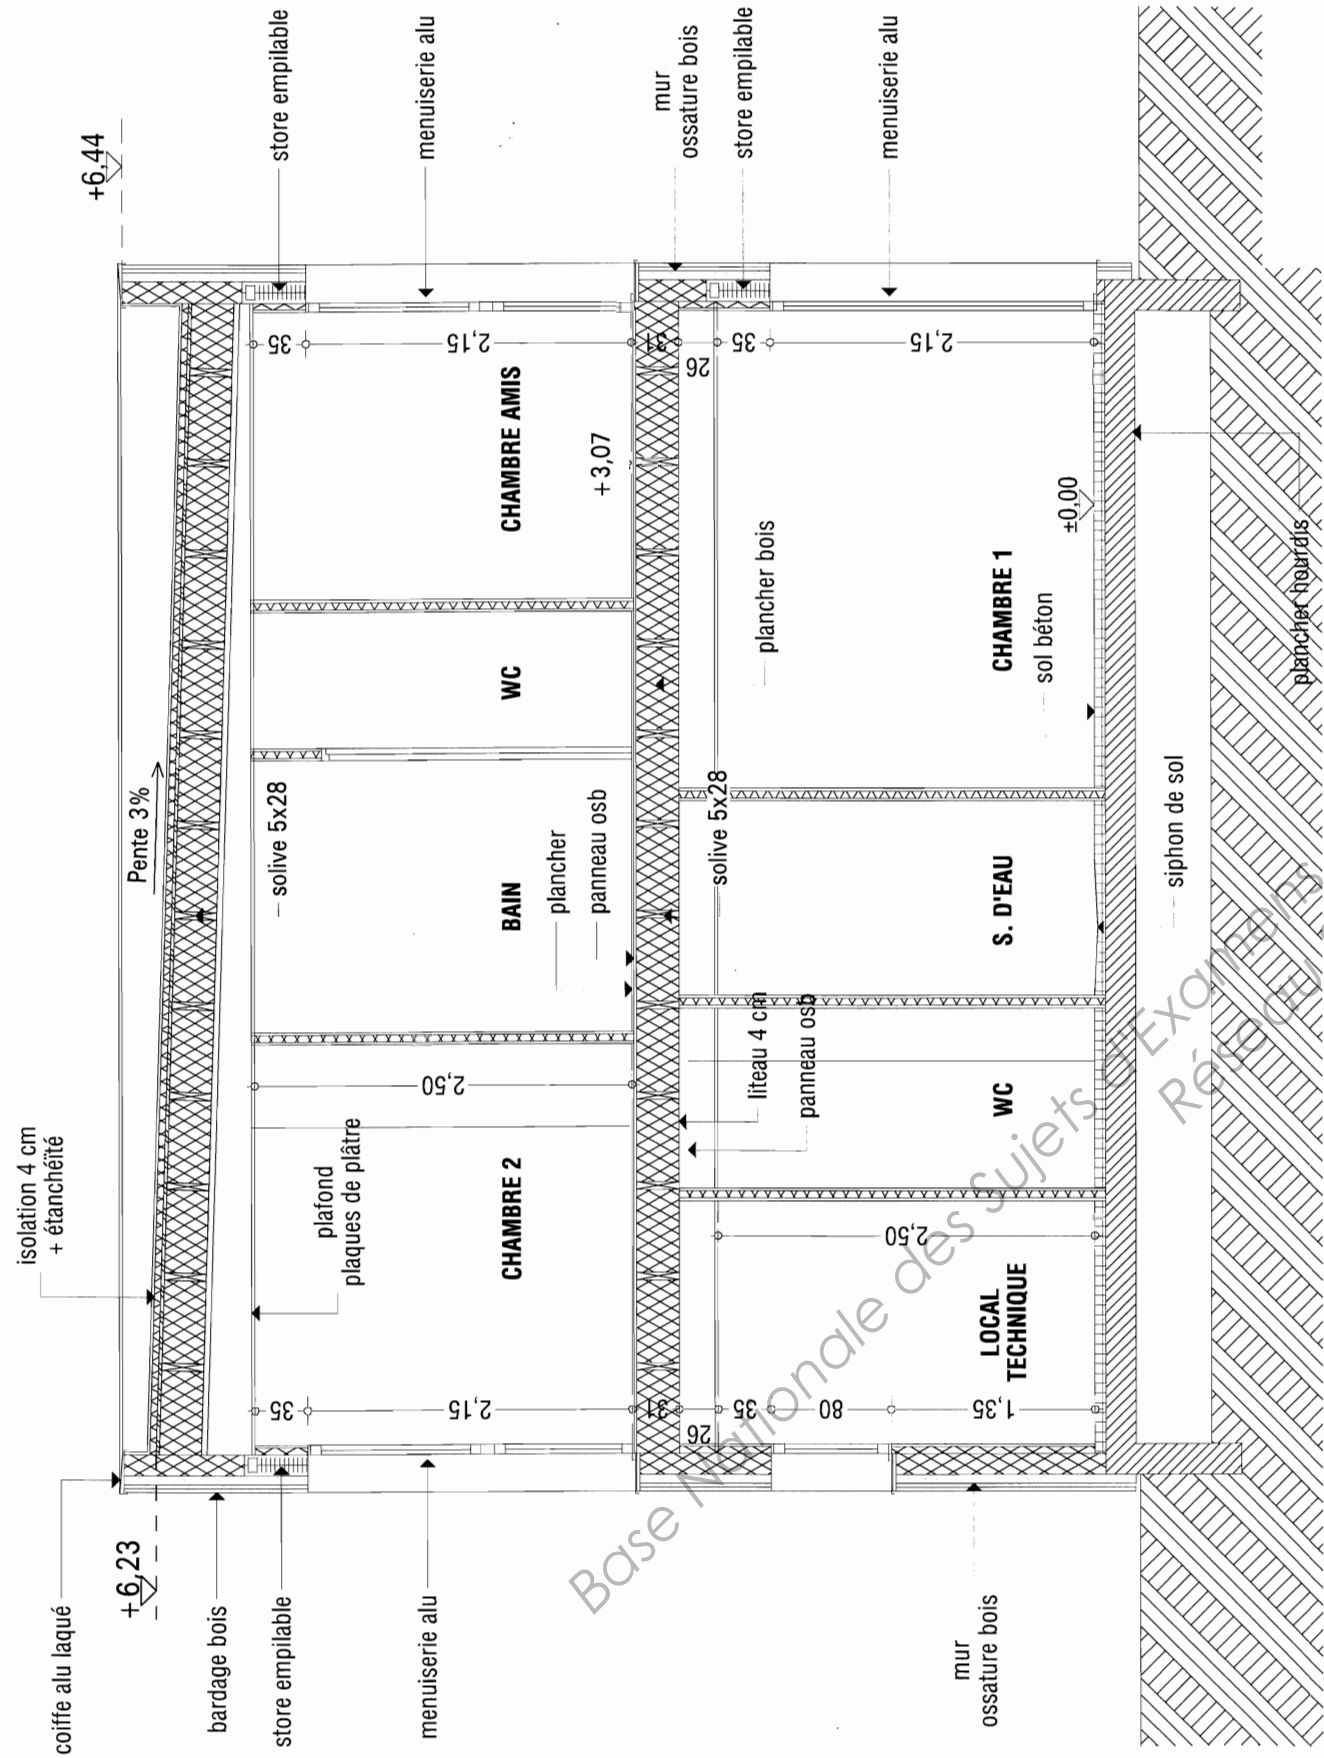 isolation 4 cm
+ étanchéïté
coiffe alu laqué
+6,23
bardage bois
store empilable
menuiserie alu
mur
ossature bois
Pente 3%
+6,44
store empilable
menuiserie alu
mur
ossature bois
store empilable
menuiserie alu
plafond
plaques de plâtre
solive 5x28
plancher
panneau osb
CHAMBRE 2
BAIN
WC
CHAMBRE AMIS
+3,07
35
2,15
2,50
35
2,15
31
26
35
80
1,35
31
26
35
2,15
2,50
solive 5x28
liteau 4 cm
panneau osb
plancher bois
LOCAL
TECHNIQUE
WC
S. D'EAU
CHAMBRE 1
sol béton
±0,00
siphon de sol
plancher hourdis
Base Nationale des Sujets d'Examens
Réseau